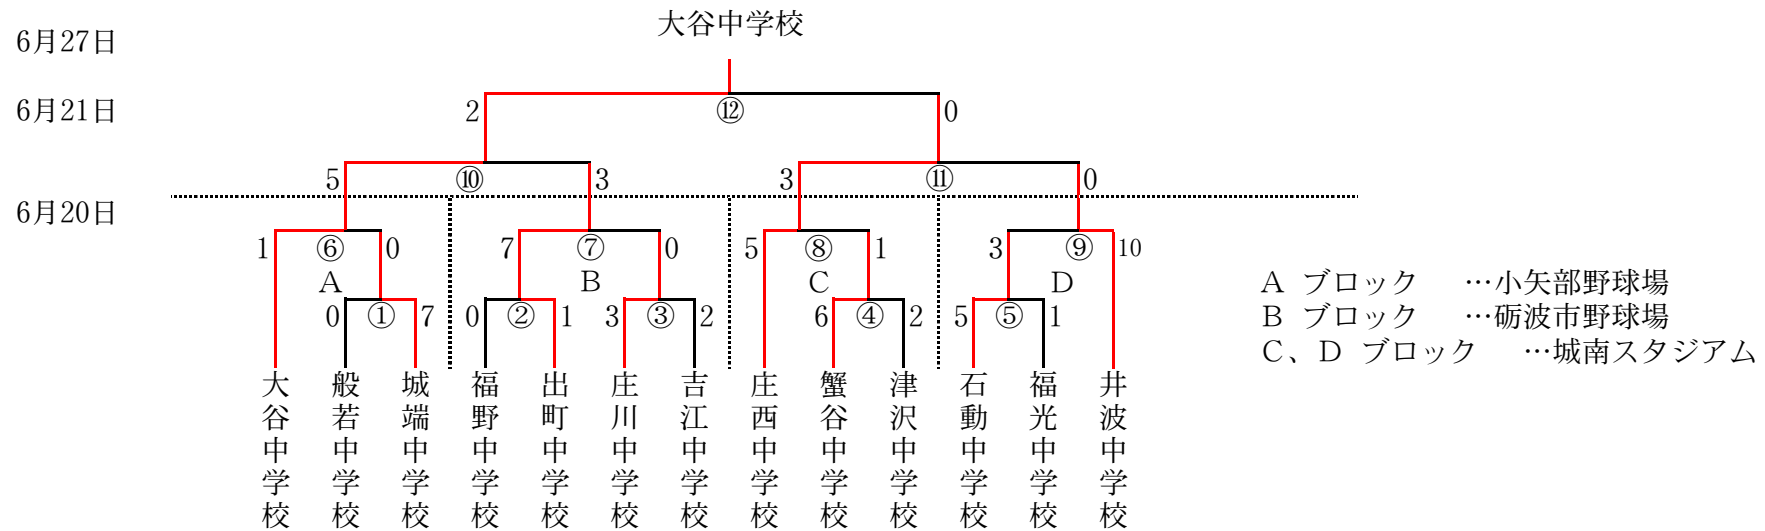 大谷中学校
6月27日
6月21日
2 ⑫ 0
5 ⑩ 3 3 ⑪ 0
6月20日
1 ⑥ 0 7 ⑦ 0 5 ⑧ 1 3 ⑨ 10
A B C D
0 ① 7 0 ② 1 3 ③ 2 6 ④ 2 5 ⑤ 1
大谷中学校
般若中学校
城端中学校
福野中学校
出町中学校
庄川中学校
吉江中学校
庄西中学校
蟹谷中学校
津沢中学校
石動中学校
福光中学校
井波中学校
A ブロック …小矢部野球場
B ブロック …砺波市野球場
C、D ブロック …城南スタジアム